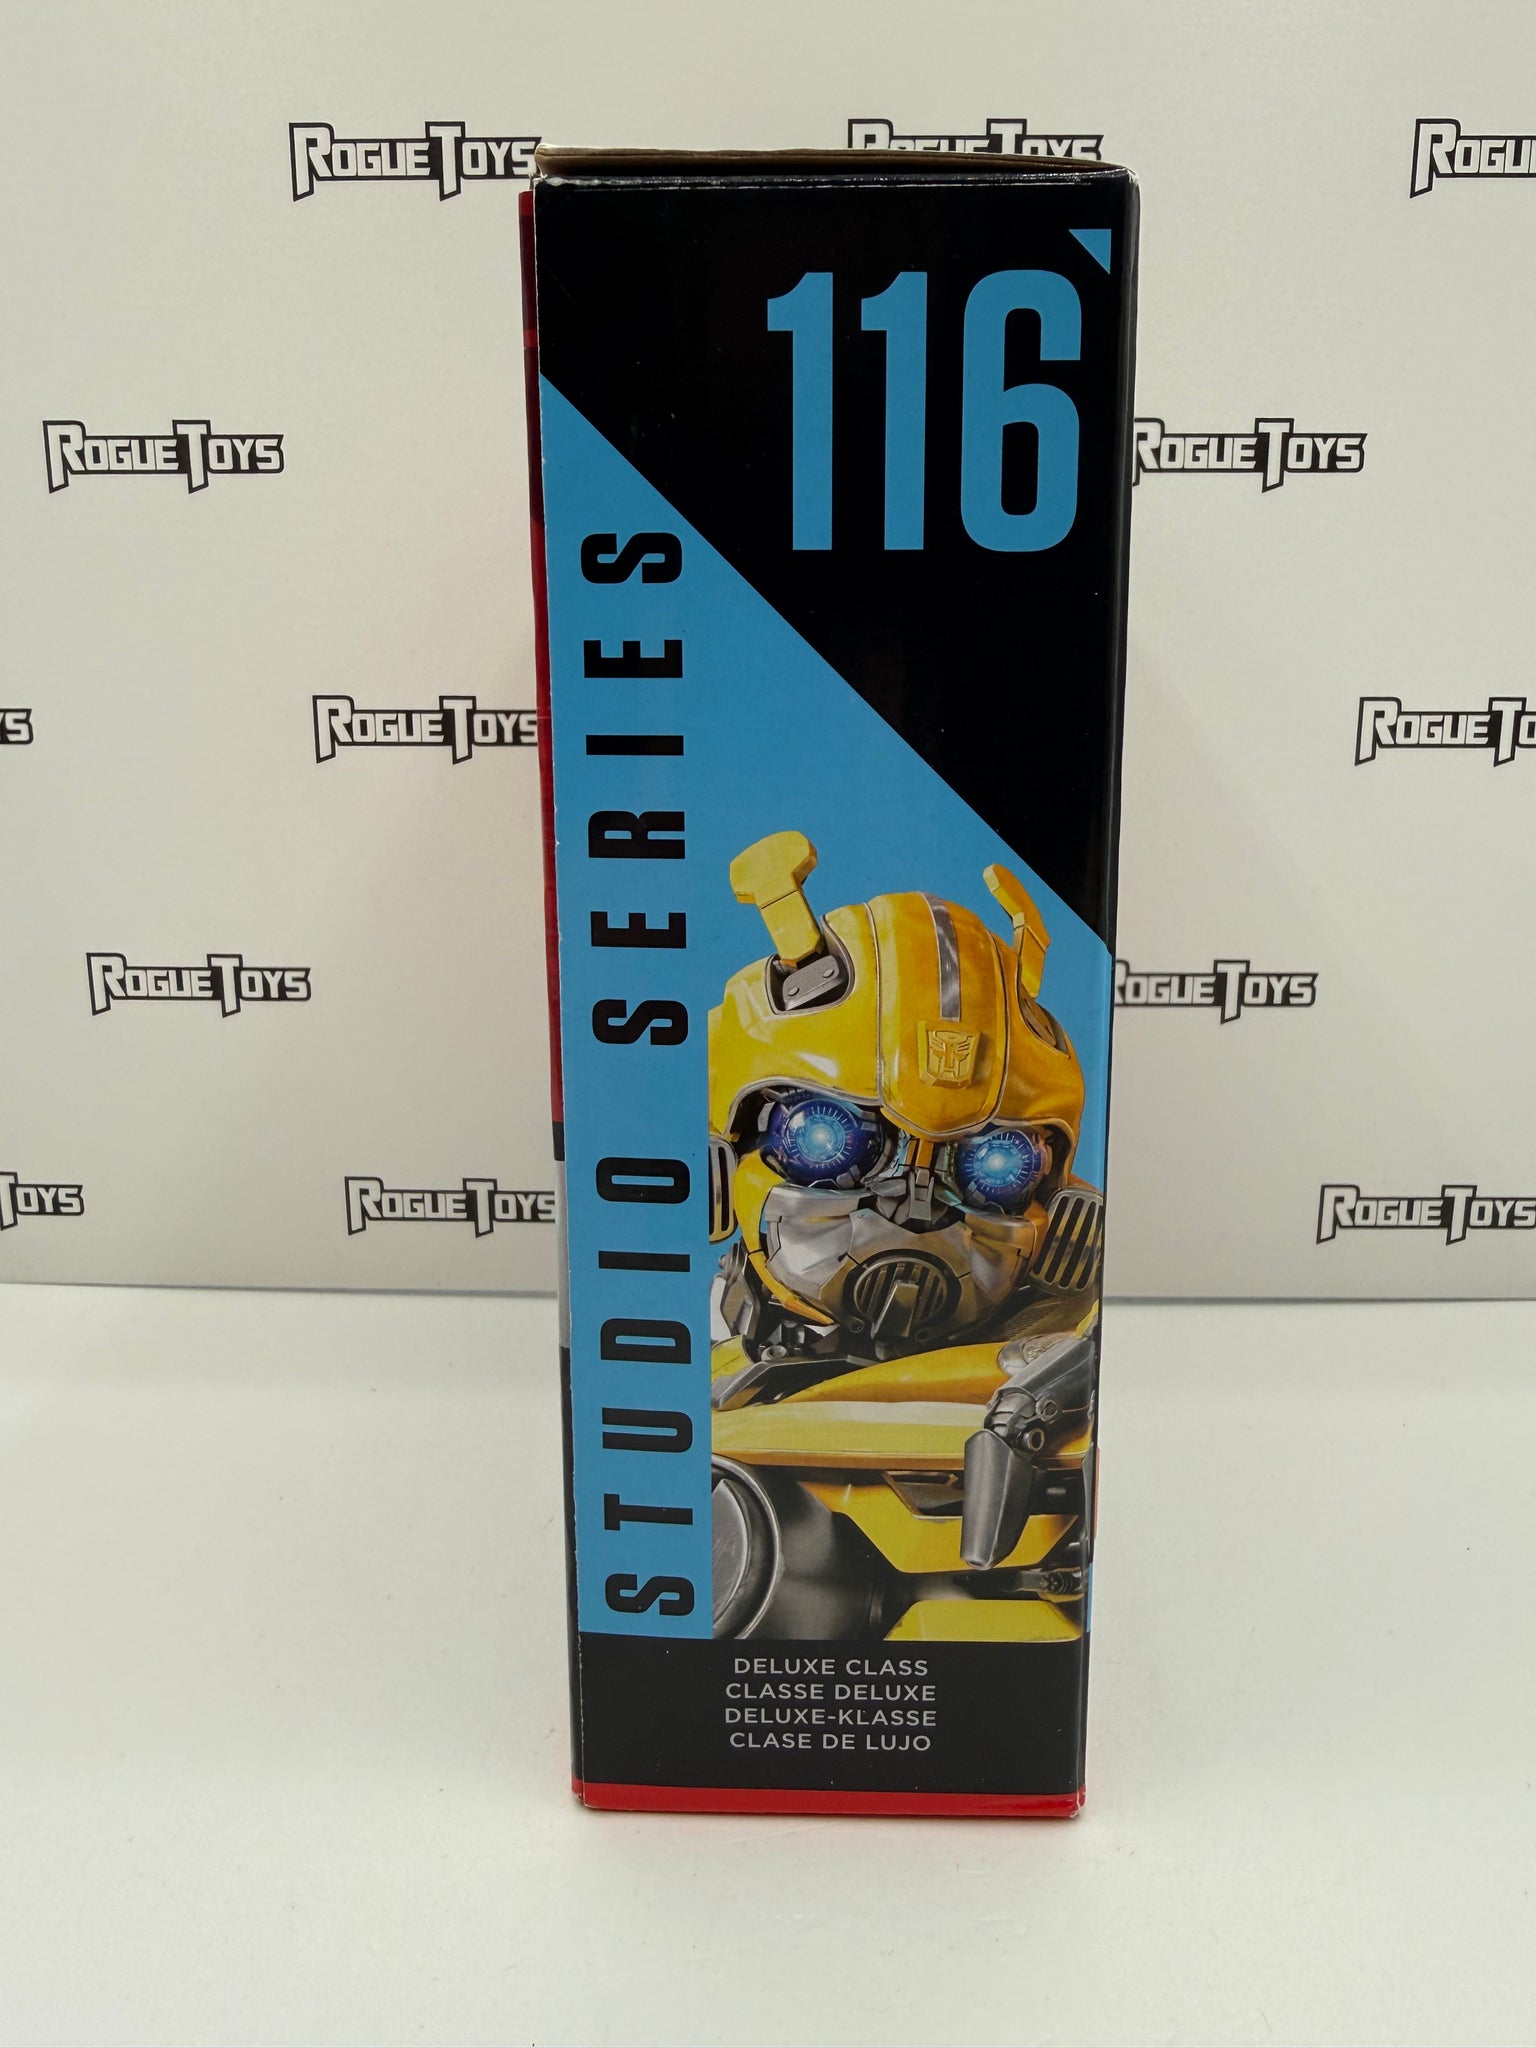 ROGUE TOYS
ROGUE TOYS
ROGUE TOYS
ROGUE TOYS
ROGUE TOYS
ROGUE TOYS
ROGUE TOYS
ROGUE TOYS
ROGUE TOYS
ROGUE TOYS
116
STUDIO SERIES
DELUXE CLASS
CLASSE DELUXE
DELUXE-KLASSE
CLASE DE LUJO